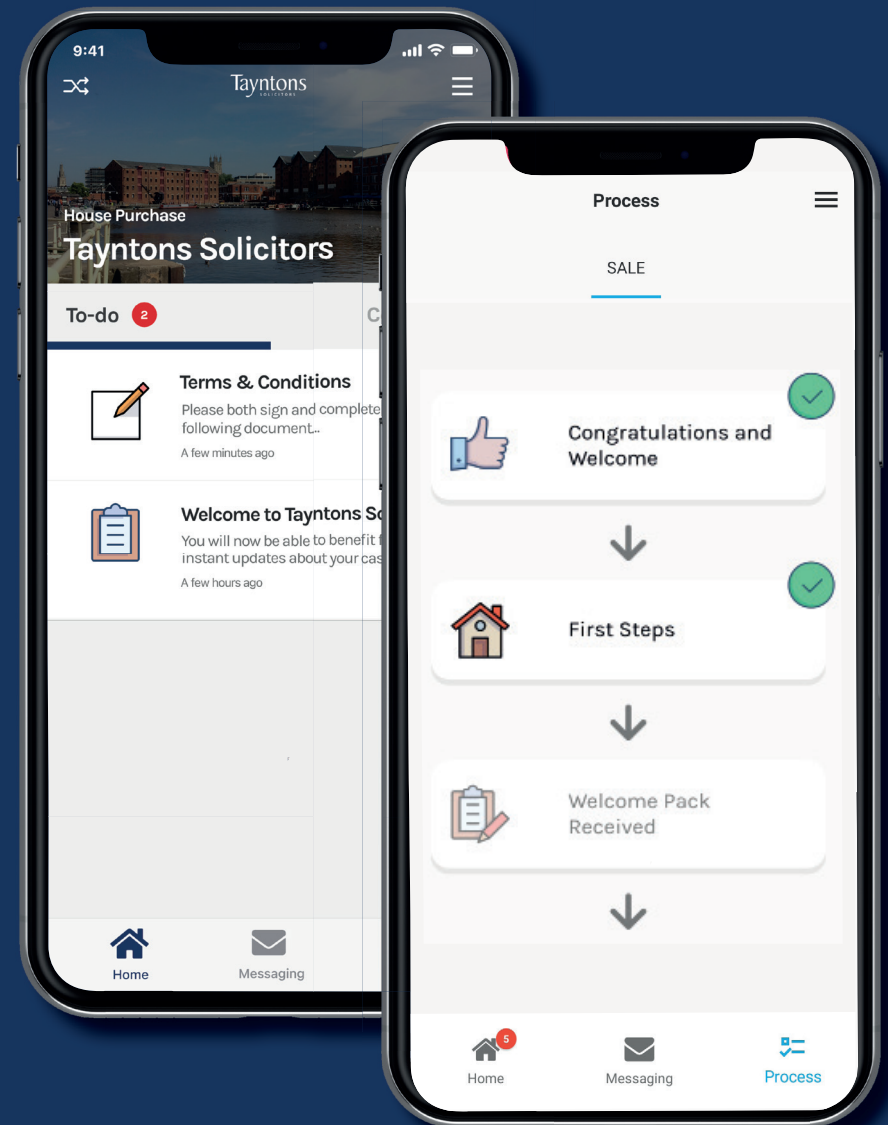 9:41
Tayntons
SOLICITORS
House Purchase
Tayntons Solicitors
To-do 2
C
Terms & Conditions
Please both sign and complete
following document..
A few minutes ago
Welcome to Tayntons So
You will now be able to benefit f
instant updates about your cas
A few hours ago
Home
Messaging
Process
SALE
Congratulations and
Welcome
First Steps
Welcome Pack
Received
5
Home
Messaging
Process